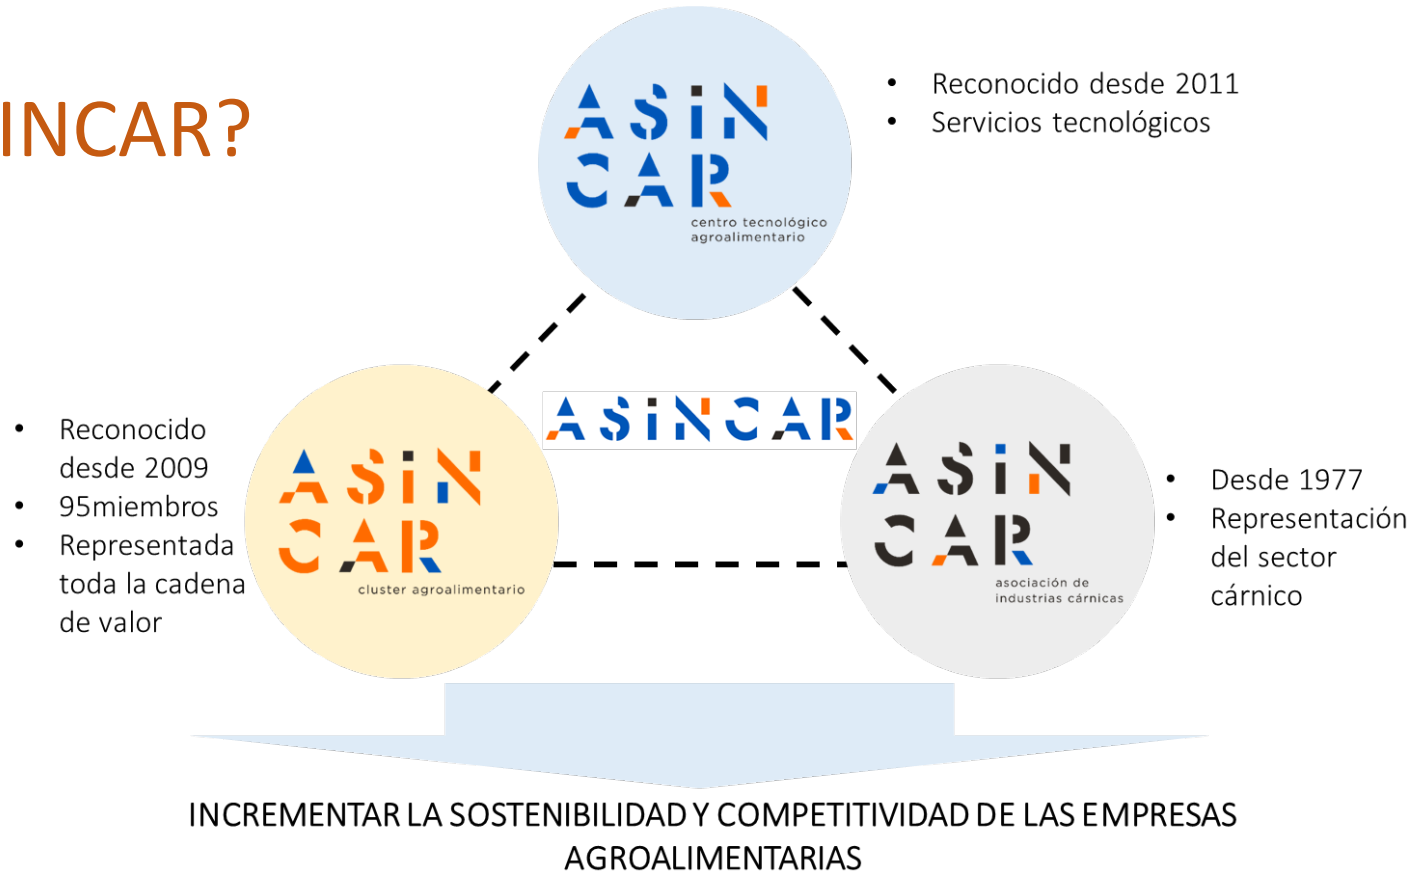 INCAR?
ASiN
CAR
centro tecnológico
agroalimentario
• Reconocido desde 2011
• Servicios tecnológicos
ASiNCAR
• Reconocido
desde 2009
• 95miembros
• Representada
toda la cadena
de valor
ASiN
CAR
cluster agroalimentario
ASiN
CAR
asociación de
industrias cárnicas
• Desde 1977
• Representación
del sector
cárnico
INCREMENTAR LA SOSTENIBILIDAD Y COMPETITIVIDAD DE LAS EMPRESAS
AGROALIMENTARIAS